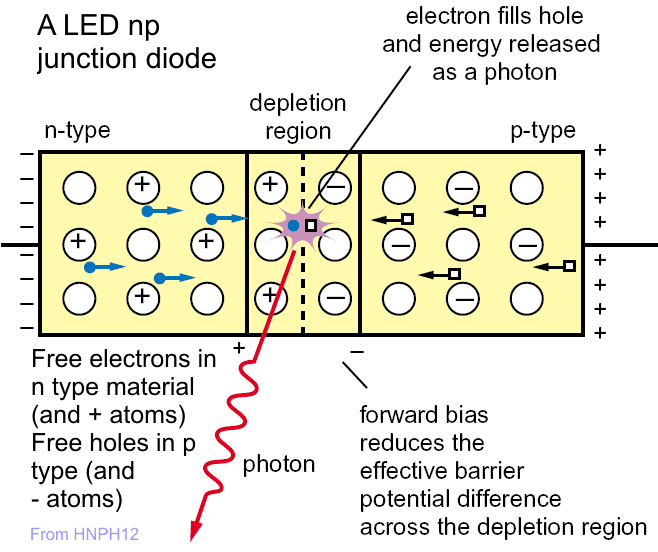 A LED np
junction diode
electron fills hole
and energy released
as a photon
depletion
region
n-type
p-type
Free electrons in
n type material
(and + atoms)
Free holes in p
type (and
- atoms)
photon
forward bias
reduces the
effective barrier
potential difference
across the depletion region
From HNPH12